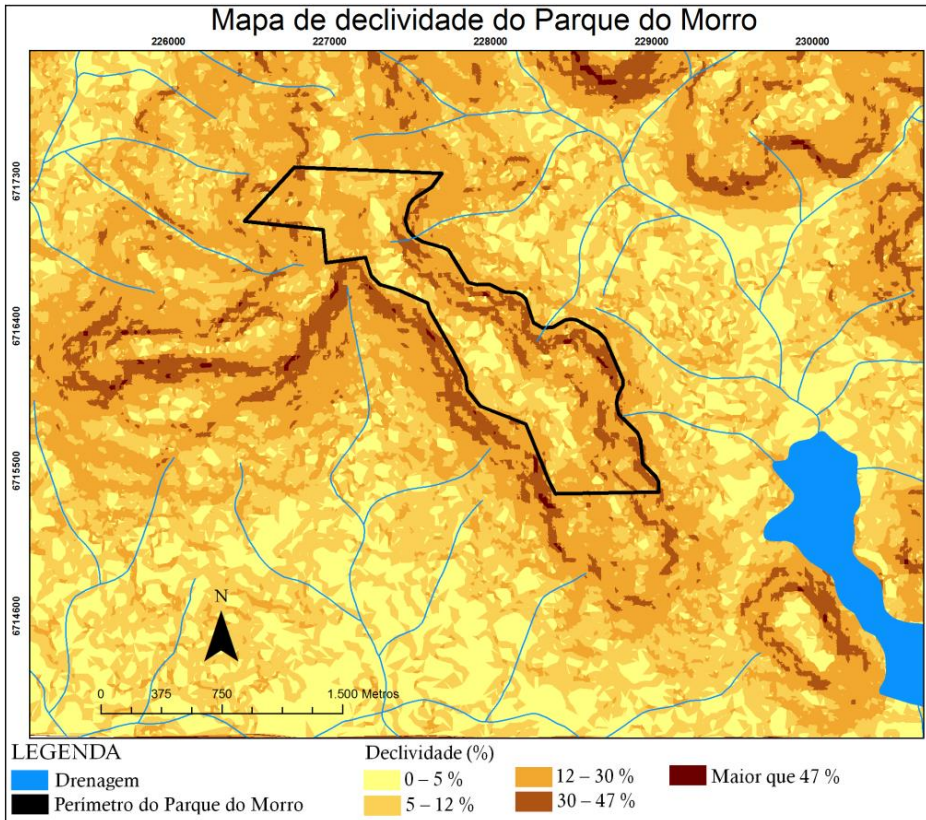 Mapa de declividade do Parque do Morro
226000 227000 228000 229000 230000
6717300
6716400
6715500
6714600
N
0 375 750 1.500 Metros
LEGENDA
Drenagem
Perímetro do Parque do Morro
Declividade (%)
0 – 5 %
5 – 12 %
12 – 30 %
30 – 47 %
Maior que 47 %